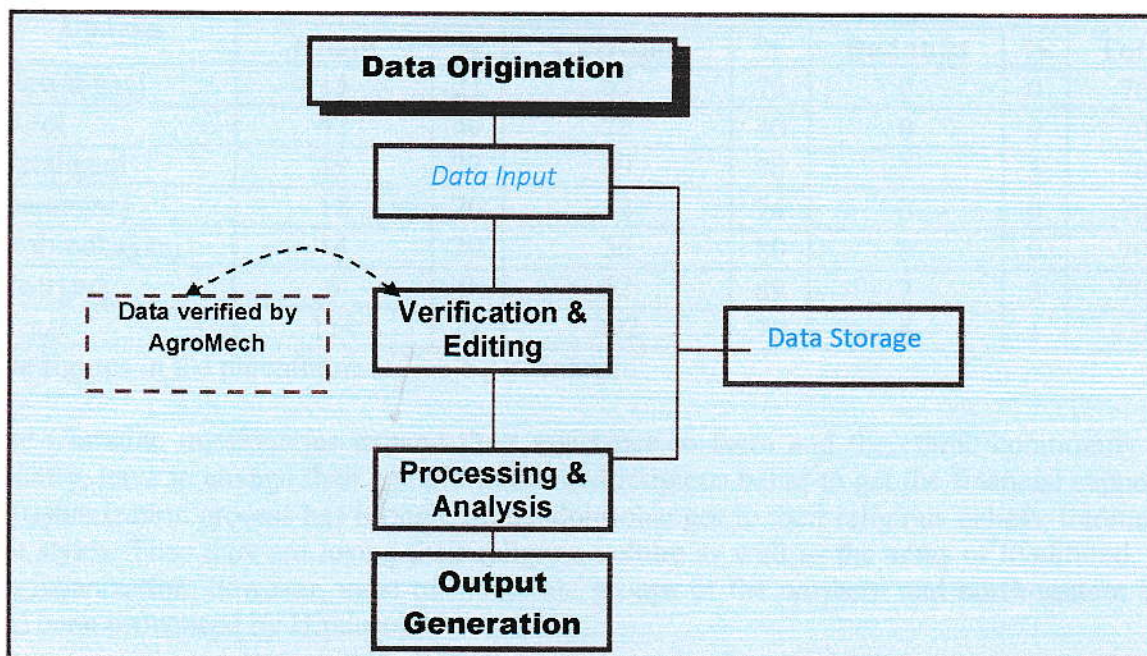 Data Origination
Data Input
Data verified by
AgroMech
Verification &
Editing
Data Storage
Processing &
Analysis
Output
Generation